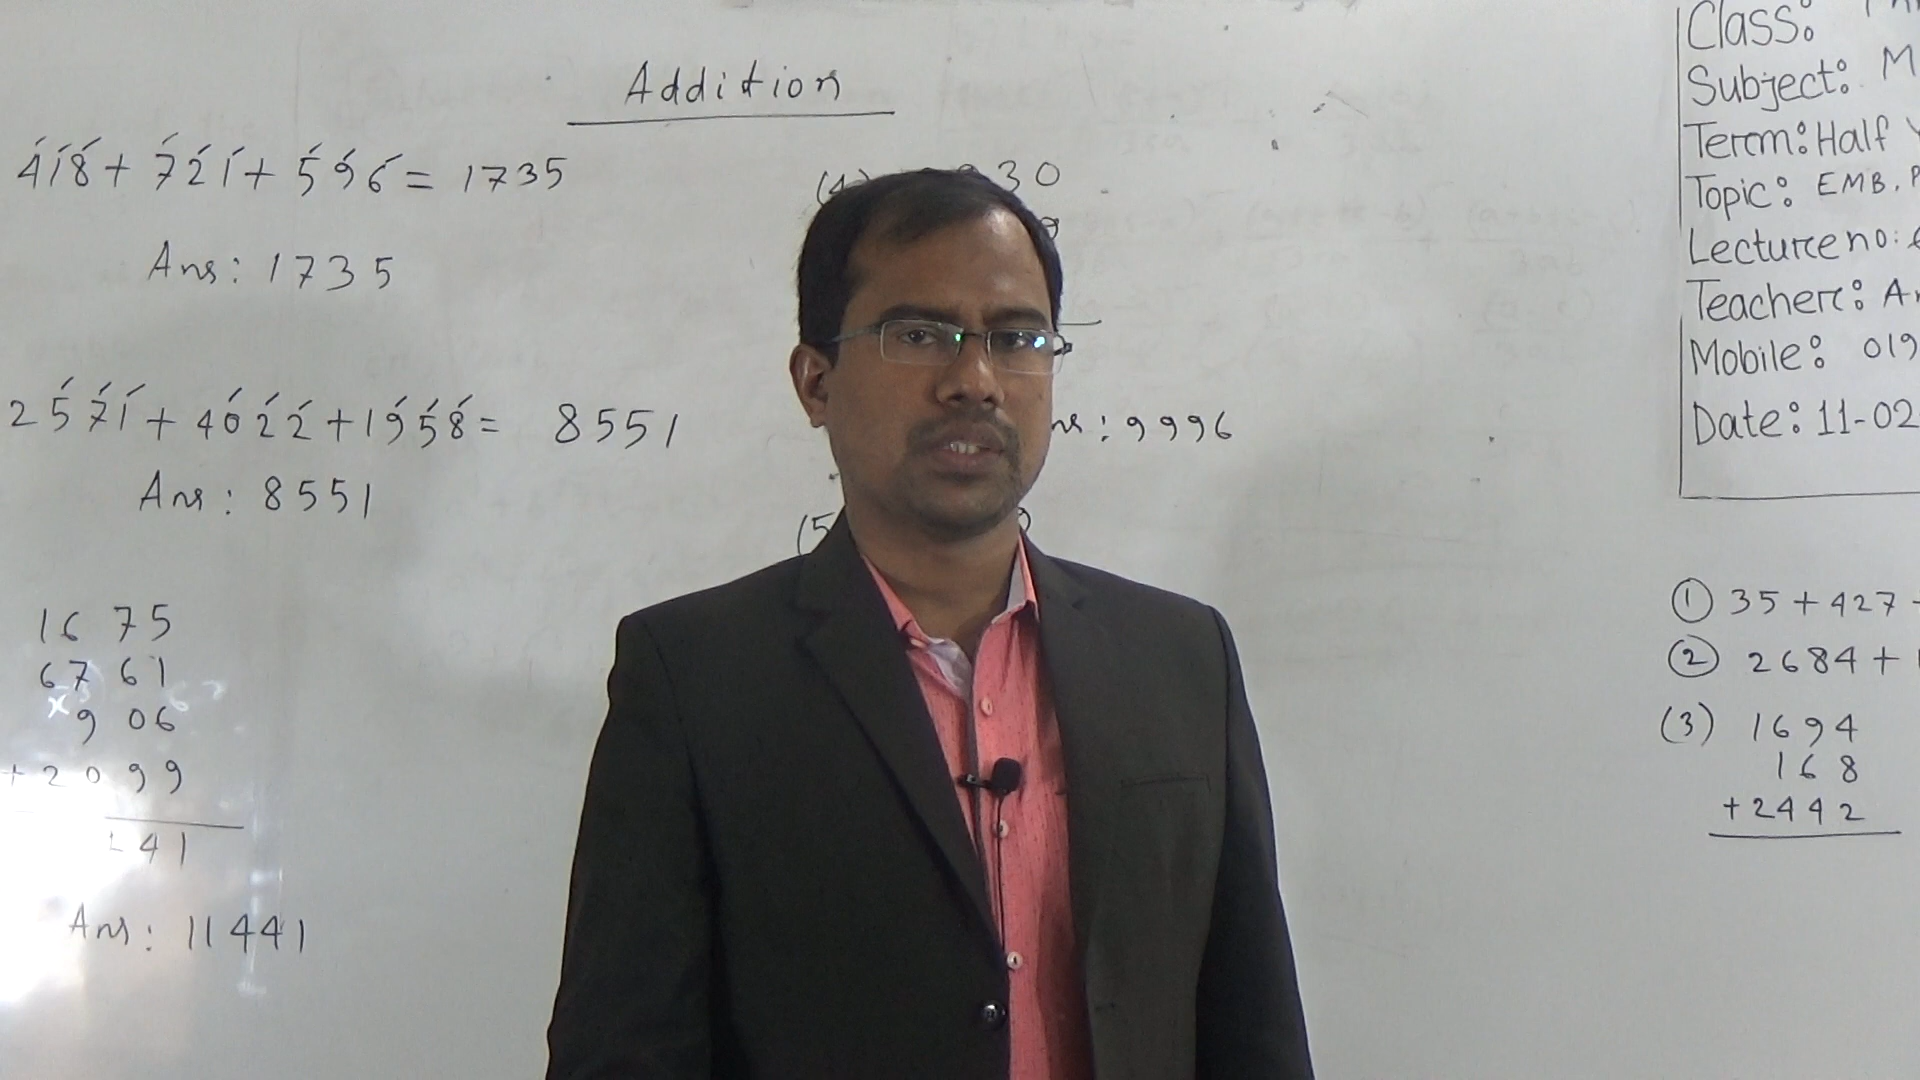 Addition
418 + 721 + 596 = 1735
Ans: 1735
2571 + 4022 + 1958 = 8551
Ans: 8551
1675
6761
906
+ 2099
41
Ans: 11441
30
: 9996
(5
Class:
Subject: M
Term: Half
Topic: EMB, P
Lecture no:
Teacher: Ar
Mobile: 019
Date: 11-02
① 35 + 427
② 2684 +
(3) 1694
168
+ 2442